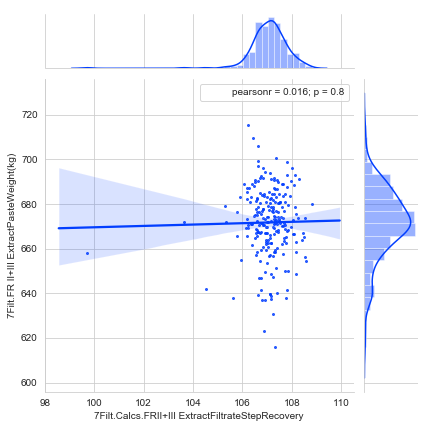 pearsonr = 0.016; p = 0.8
7Filt.FR II+III ExtractPasteWeight(kg)
720
700
680
660
640
620
600
98 100 102 104 106 108 110
7Filt.Calcs.FRII+III ExtractFiltrateStepRecovery